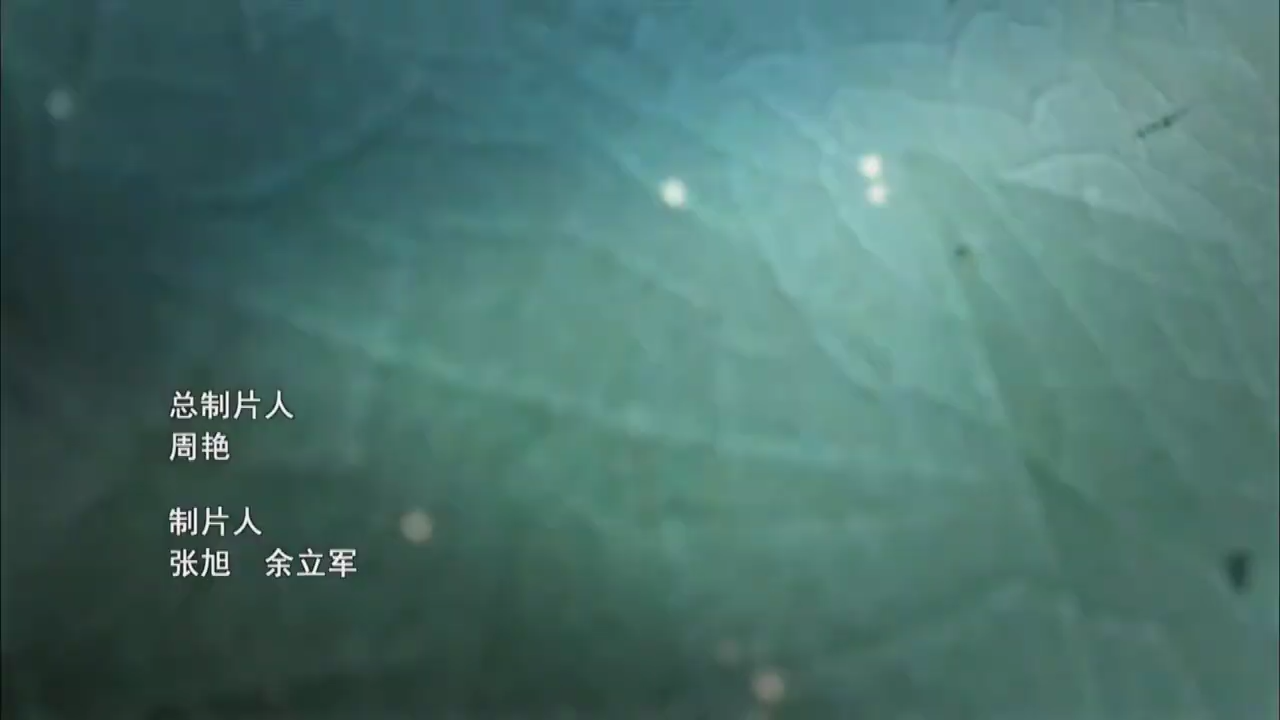 总制片人
周艳
制片人
张旭　余立军